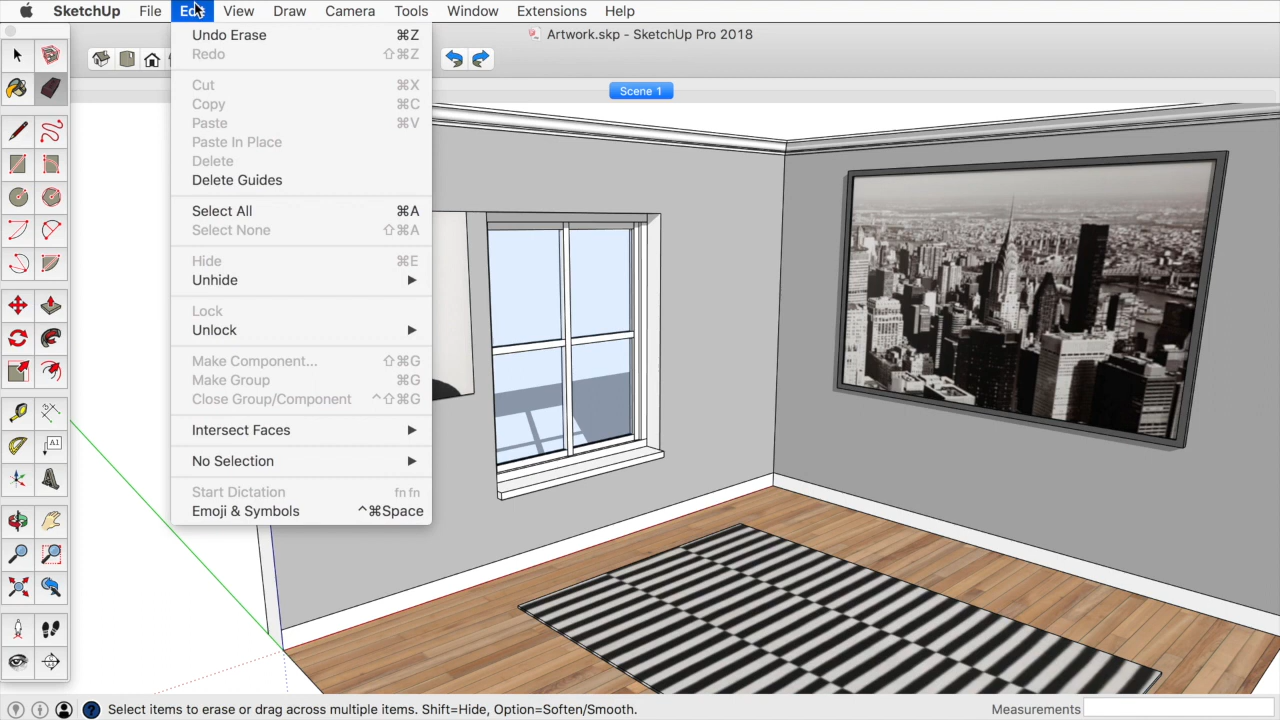 SketchUp File Edit View Draw Camera Tools Window Extensions Help
Artwork.skp - SketchUp Pro 2018
Scene 1
Undo Erase ⌘Z
Redo ⇧⌘Z
Cut ⌘X
Copy ⌘C
Paste ⌘V
Paste In Place
Delete
Delete Guides
Select All ⌘A
Select None ⇧⌘A
Hide ⌘E
Unhide
Lock
Unlock
Make Component... ⇧⌘G
Make Group ⌘G
Close Group/Component ^⇧⌘G
Intersect Faces
No Selection
Start Dictation fn fn
Emoji & Symbols ^⌘Space
A1
Select items to erase or drag across multiple items. Shift=Hide, Option=Soften/Smooth.
Measurements